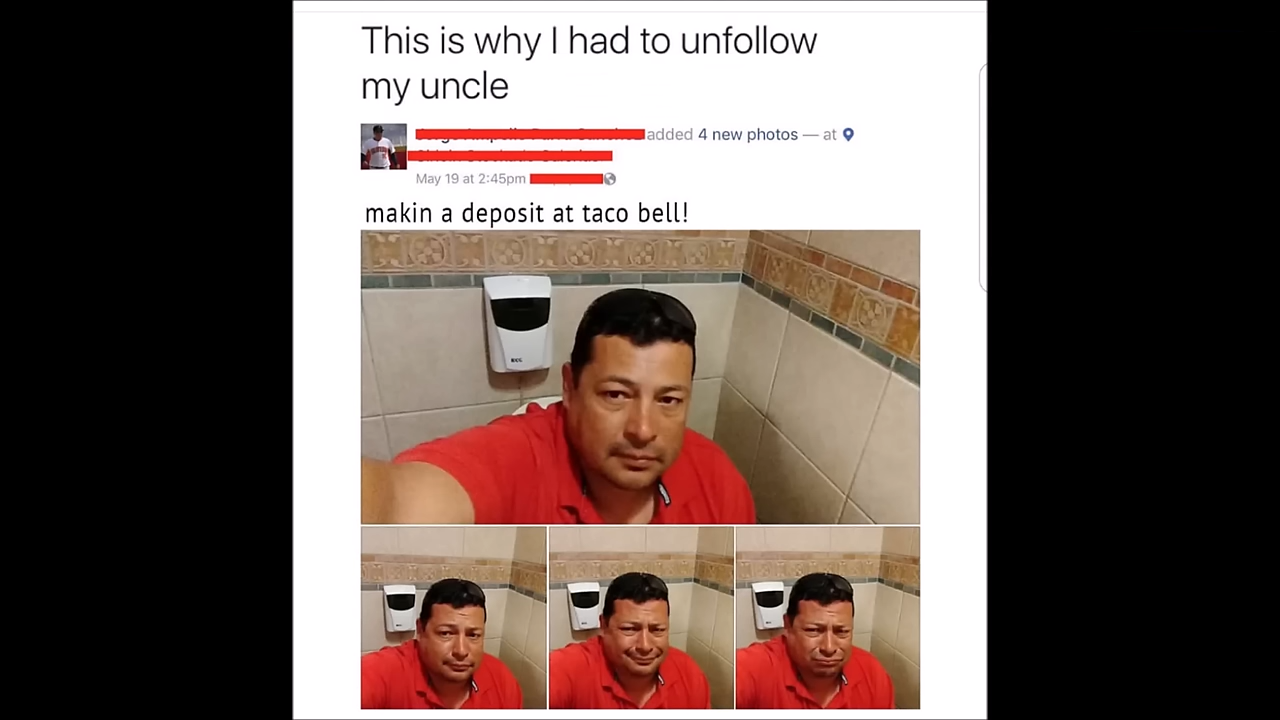 This is why I had to unfollow
my uncle
added 4 new photos — at
May 19 at 2:45pm
makin a deposit at taco bell!